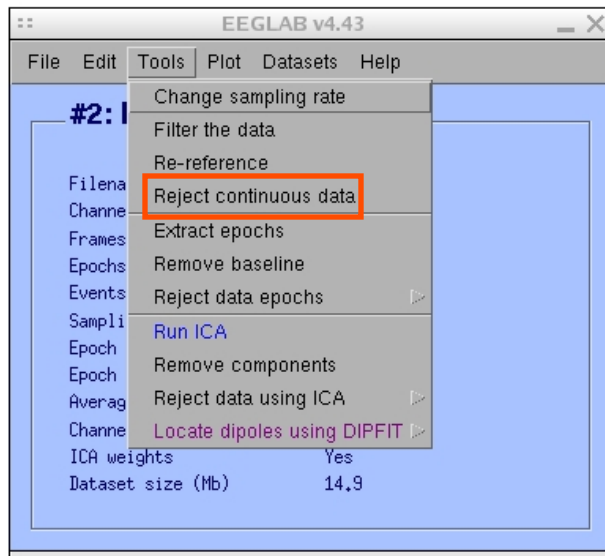 EEGLAB v4.43
File Edit Tools Plot Datasets Help
#2:
Change sampling rate
Filter the data
Re-reference
Filena
Reject continuous data
Channe
Extract epochs
Frames
Remove baseline
Epochs
Events
Reject data epochs
Sampli
Run ICA
Epoch
Remove components
Epoch
Reject data using ICA
Averag
Channe
Locate dipoles using DIPFIT
ICA weights Yes
Dataset size (Mb) 14.9